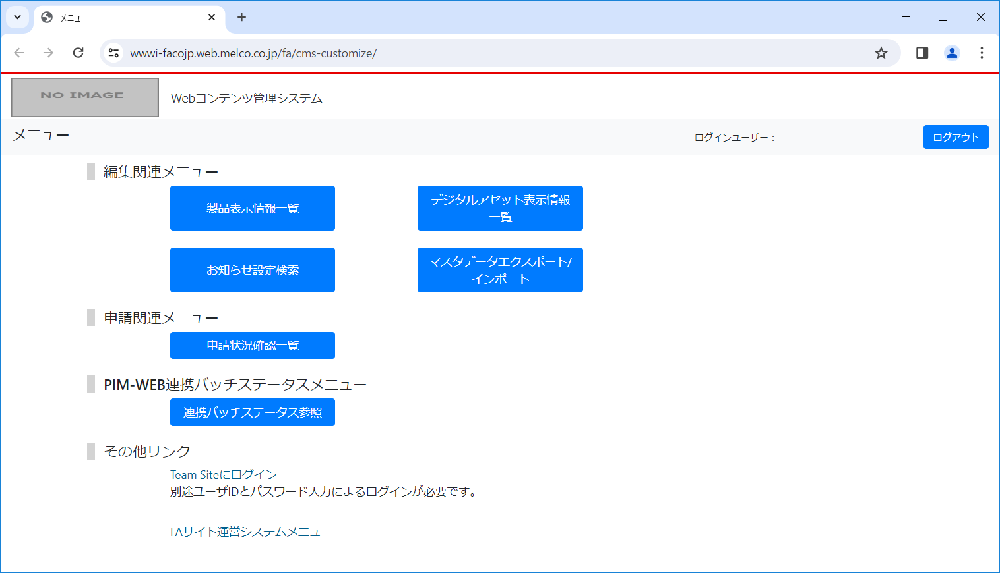 メニュー
wwwi-facojp.web.melco.co.jp/fa/cms-customize/
NO IMAGE
Webコンテンツ管理システム
メニュー
ログインユーザー：
ログアウト
編集関連メニュー
製品表示情報一覧
デジタルアセット表示情報
一覧
お知らせ設定検索
マスタデータエクスポート/
インポート
申請関連メニュー
申請状況確認一覧
PIM-WEB連携バッチステータスメニュー
連携バッチステータス参照
その他リンク
Team Siteにログイン
別途ユーザIDとパスワード入力によるログインが必要です。
FAサイト運営システムメニュー